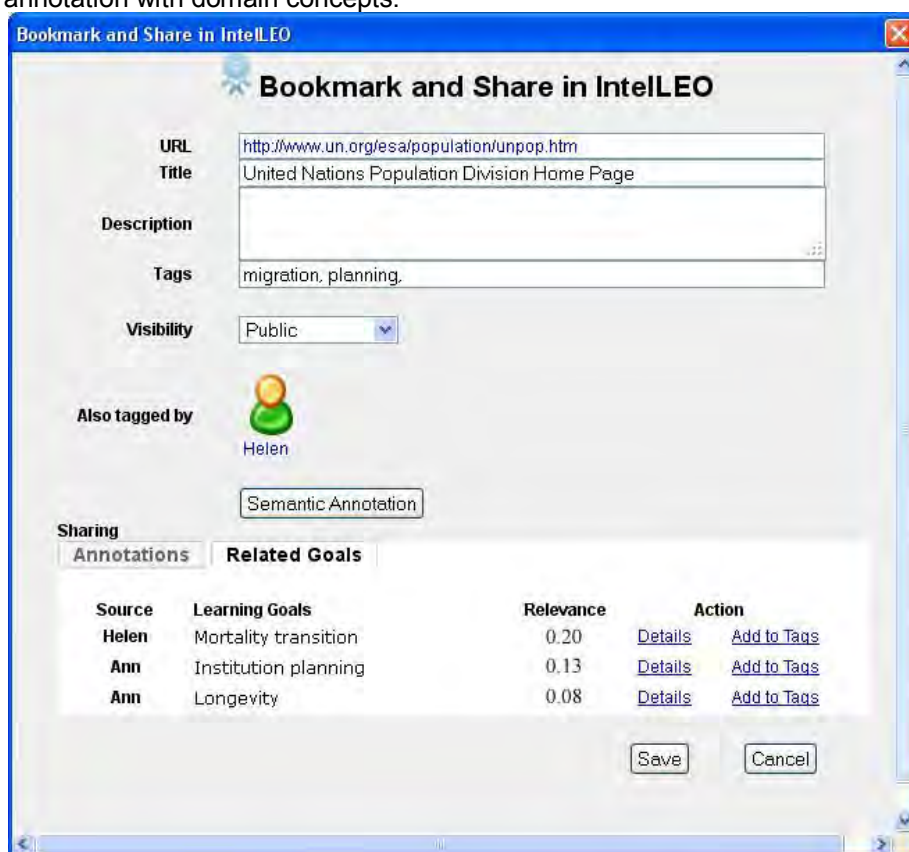 annotation with domain concepts.
Bookmark and Share in IntelLEO
Bookmark and Share in IntelLEO
URL http://www.un.org/esa/population/unpop.htm
Title United Nations Population Division Home Page
Description
Tags migration, planning,
Visibility Public
Also tagged by
Helen
Semantic Annotation
Sharing
Annotations Related Goals
Source Learning Goals Relevance Action
Helen Mortality transition 0.20 Details Add to Tags
Ann Institution planning 0.13 Details Add to Tags
Ann Longevity 0.08 Details Add to Tags
Save Cancel